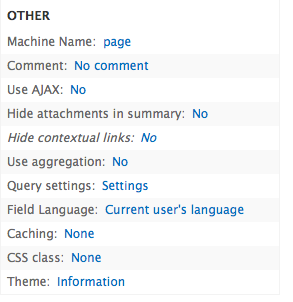 OTHER
Machine Name: page
Comment: No comment
Use AJAX: No
Hide attachments in summary: No
Hide contextual links: No
Use aggregation: No
Query settings: Settings
Field Language: Current user's language
Caching: None
CSS class: None
Theme: Information